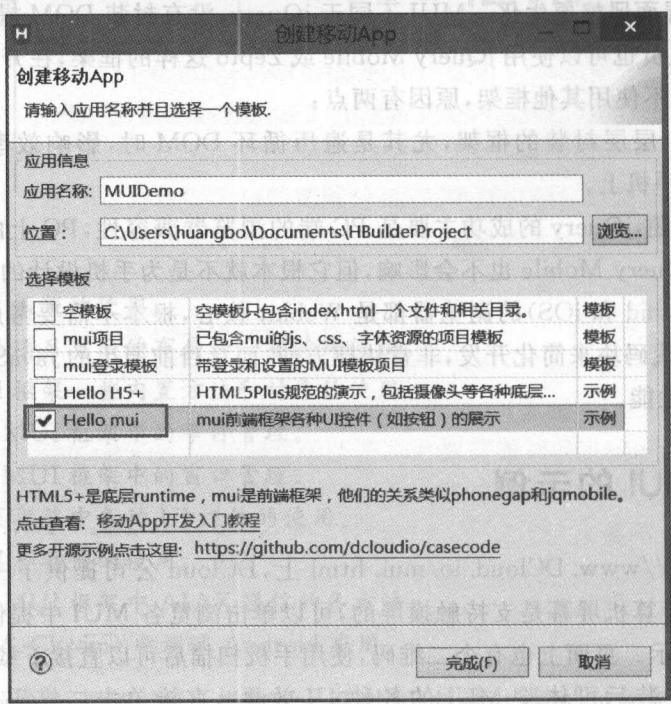 H 创建移动App
创建移动App
请输入应用名称并且选择一个模板.
应用信息
应用名称: MUIDemo
位置: C:\Users\huangbo\Documents\HBuilderProject 浏览...
选择模板
空模板 空模板只包含index.html一个文件和相关目录. 模板
mui项目 已包含mui的js、css、字体资源的项目模板 模板
mui登录模板 带登录和设置的MUI模板项目 模板
Hello H5+ HTML5Plus规范的演示，包括摄像头等各种底层... 示例
Hello mui mui前端框架各种UI控件（如按钮）的展示 示例
HTML5+是底层runtime，mui是前端框架，他们的关系类似phonegap和jqmobile。
点击查看: 移动App开发入门教程
更多开源示例点击这里: https://github.com/dcloudio/casecode
完成(F) 取消